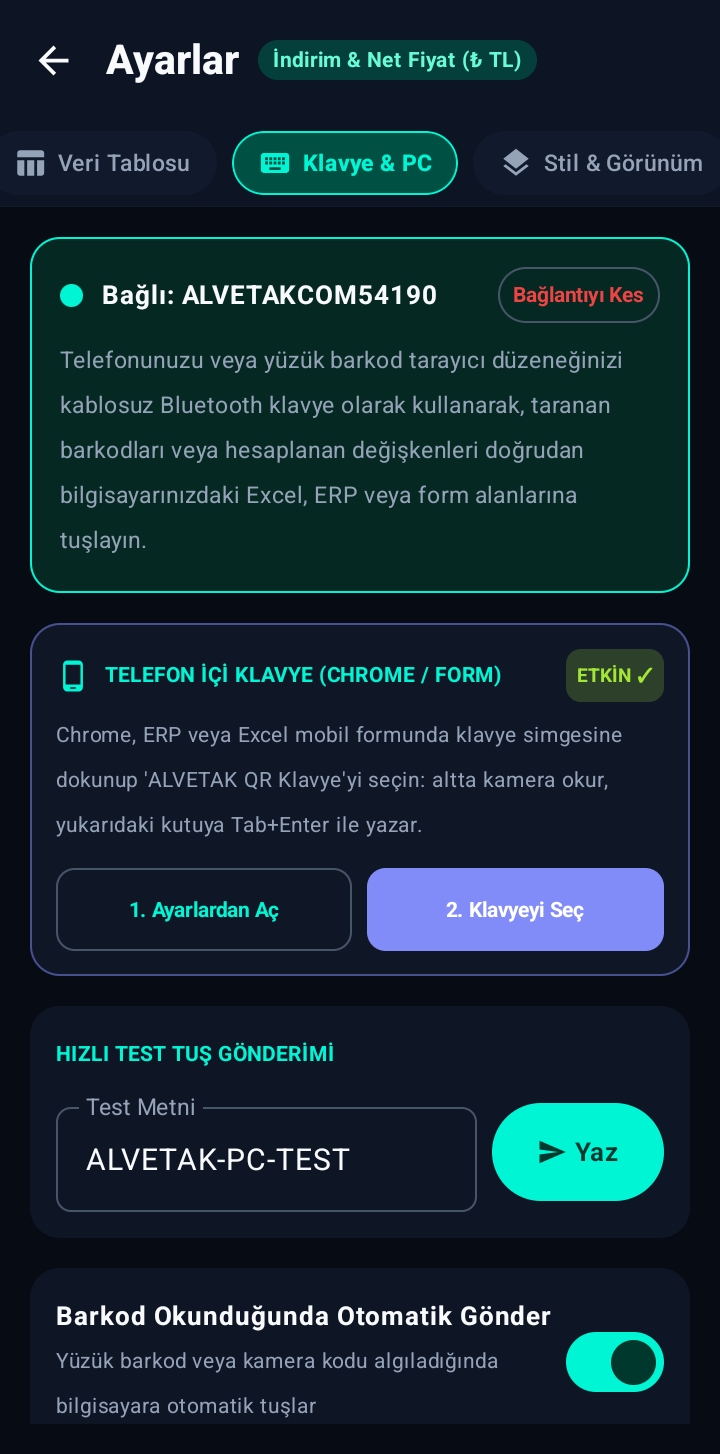 Ayarlar
İndirim & Net Fiyat (₺ TL)
Veri Tablosu
Klavye & PC
Stil & Görünüm
Bağlı: ALVETAKCOM54190
Bağlantıyı Kes
Telefonunuzu veya yüzük barkod tarayıcı düzeneğinizi
kablosuz Bluetooth klavye olarak kullanarak, taranan
barkodları veya hesaplanan değişkenleri doğrudan
bilgisayarınızdaki Excel, ERP veya form alanlarına
tuşlayın.
TELEFON İÇİ KLAVYE (CHROME / FORM)
ETKİN ✓
Chrome, ERP veya Excel mobil formunda klavye simgesine
dokunup 'ALVETAK QR Klavye'yi seçin: altta kamera okur,
yukarıdaki kutuya Tab+Enter ile yazar.
1. Ayarlardan Aç
2. Klavyeyi Seç
HIZLI TEST TUŞ GÖNDERİMİ
Test Metni
ALVETAK-PC-TEST
Yaz
Barkod Okunduğunda Otomatik Gönder
Yüzük barkod veya kamera kodu algıladığında
bilgisayara otomatik tuşlar